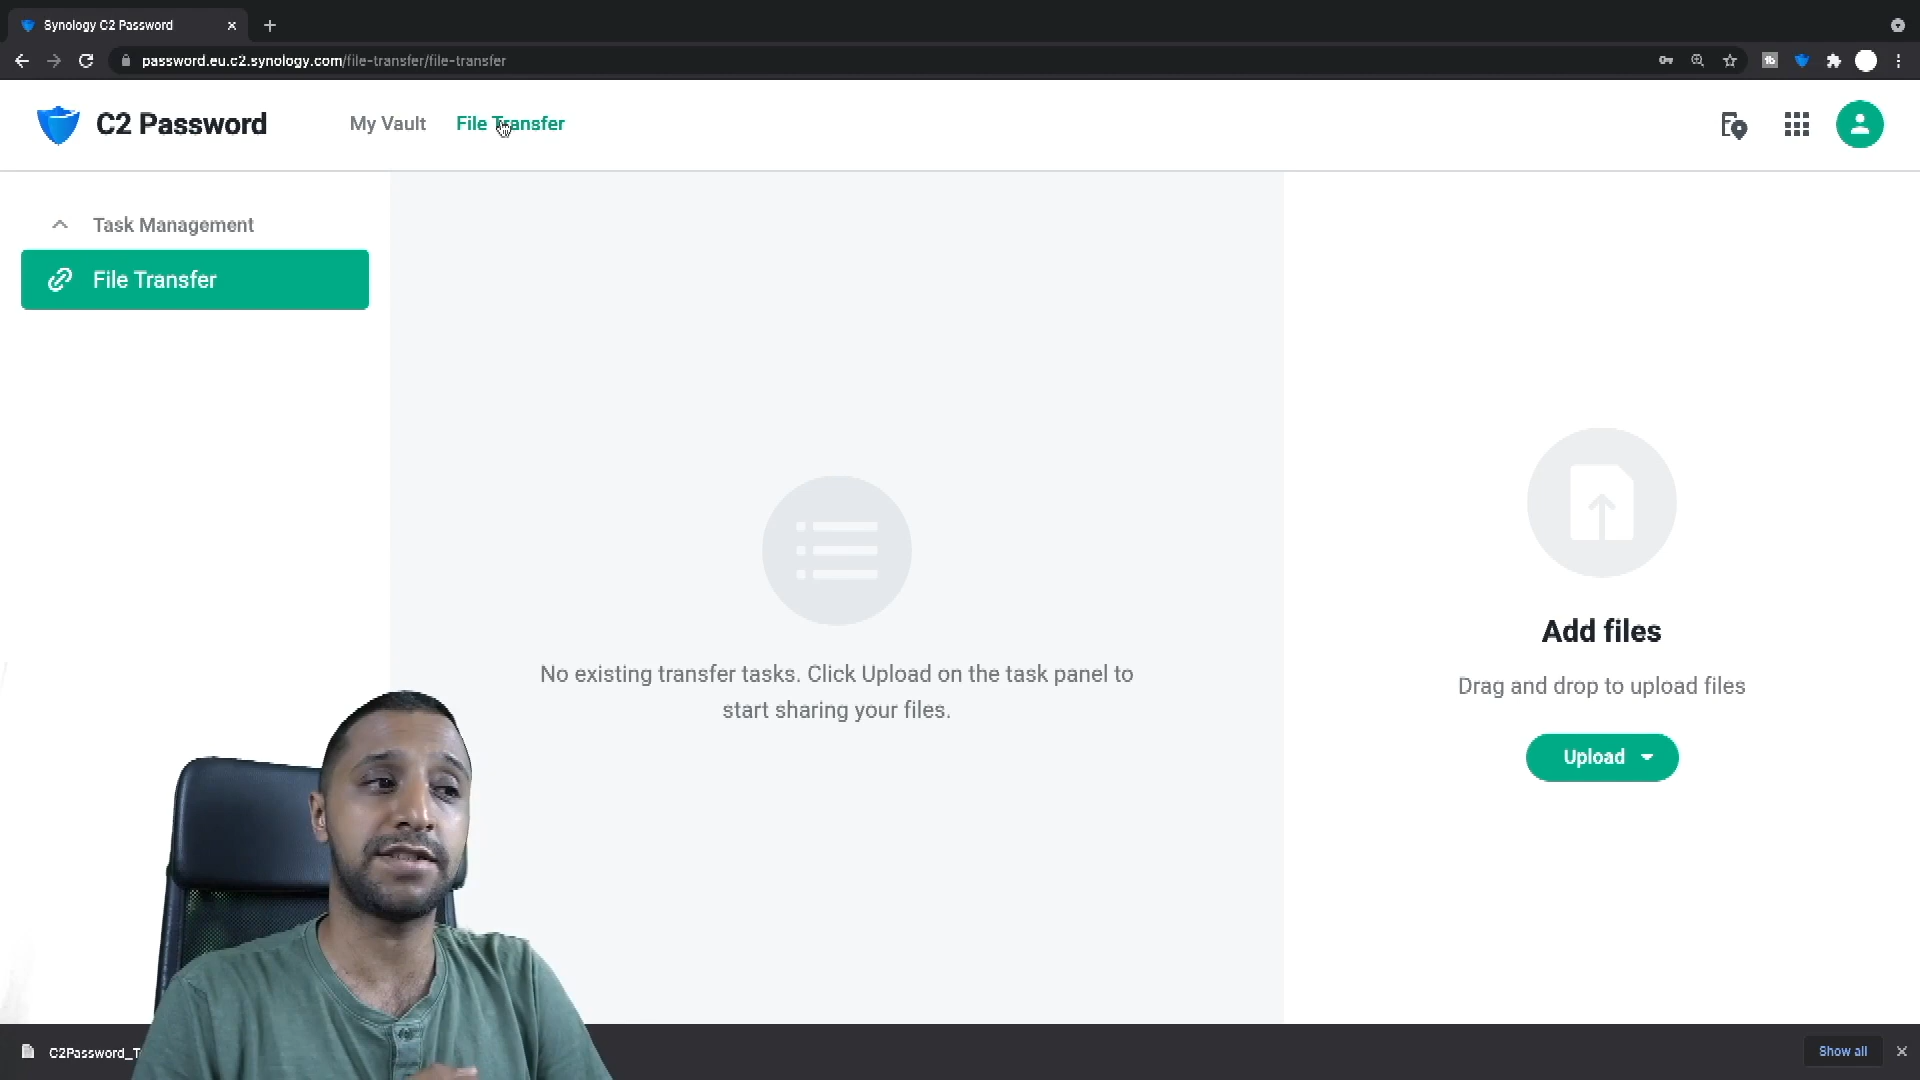 Synology C2 Password
password.eu.c2.synology.com/file-transfer/file-transfer
C2 Password
My Vault
File Transfer
Task Management
File Transfer
No existing transfer tasks. Click Upload on the task panel to
start sharing your files.
Add files
Drag and drop to upload files
Upload
C2Password_T
Show all